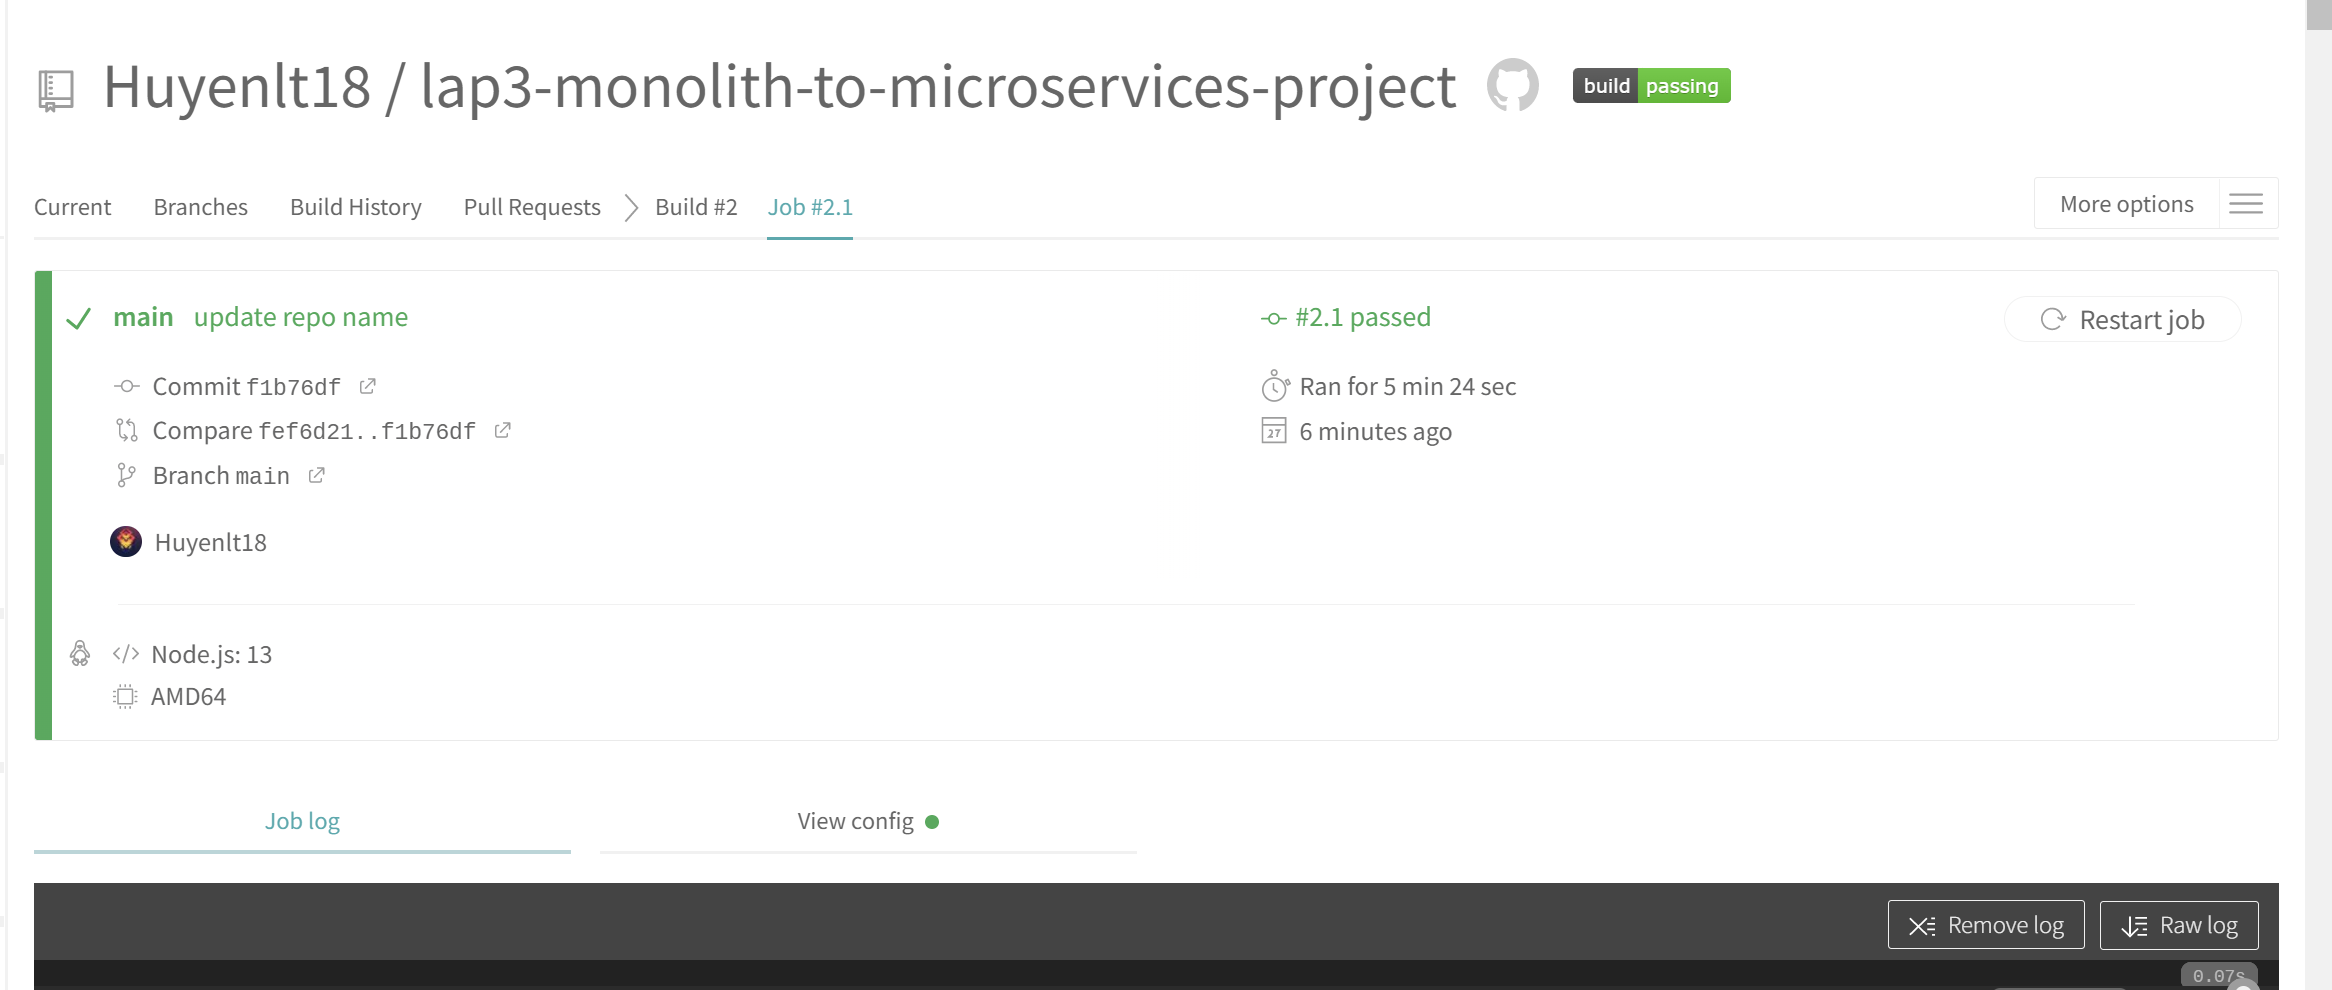 Huyenlt18 / lap3-monolith-to-microservices-project build passing
Current Branches Build History Pull Requests Build #2 Job #2.1 More options
main update repo name #2.1 passed Restart job
Commit f1b76df Ran for 5 min 24 sec
Compare fef6d21..f1b76df 27 6 minutes ago
Branch main
Huyenlt18
</> Node.js: 13
AMD64
Job log View config
Remove log Raw log
0.07s